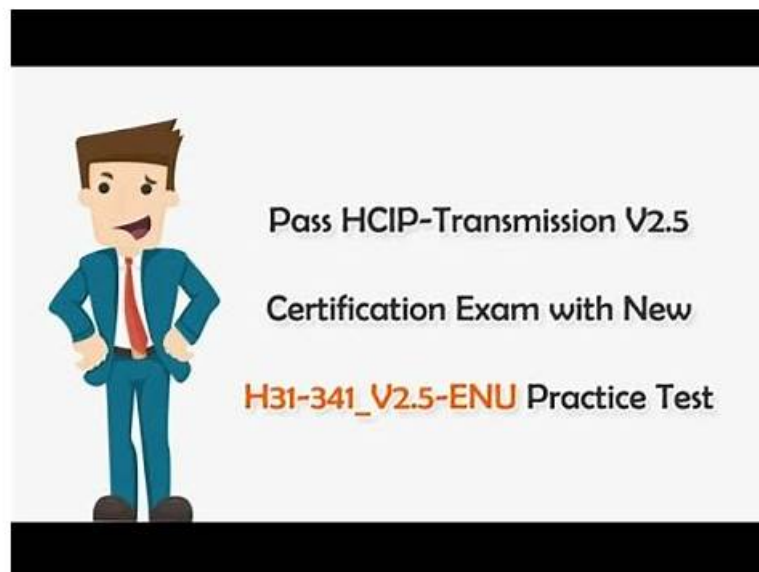 Pass HCIP-Transmission V2.5
Certification Exam with New
H31-341_V2.5-ENU Practice Test